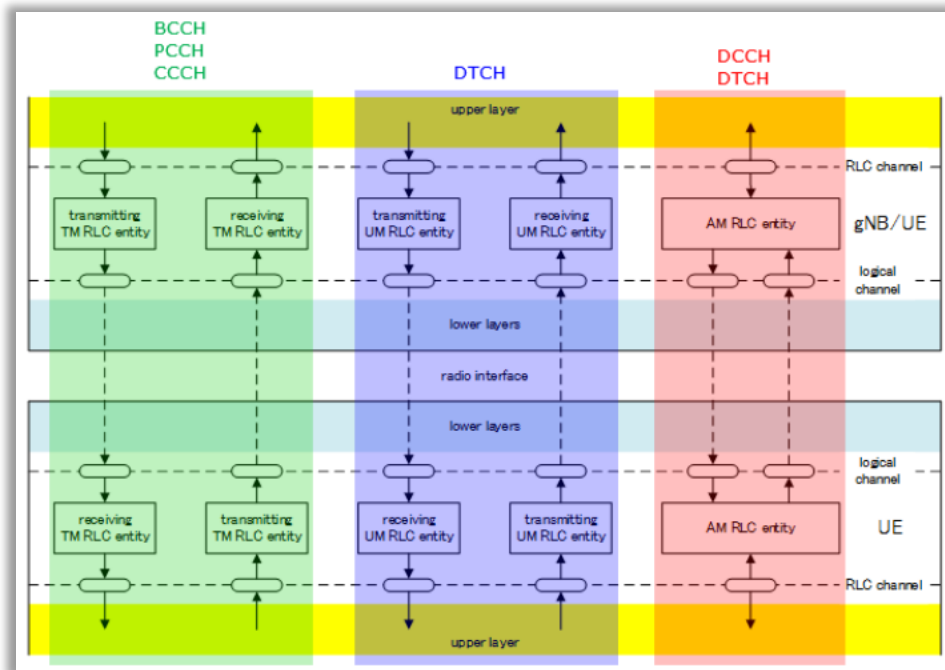 BCCH
PCCH
CCCH
DTCH
DCCH
DTCH
upper layer
RLC channel
transmitting
TM RLC entity
receiving
TM RLC entity
transmitting
UM RLC entity
receiving
UM RLC entity
AM RLC entity
gNB/UE
logical
channel
lower layers
radio interface
lower layers
logical
channel
receiving
TM RLC entity
transmitting
TM RLC entity
receiving
UM RLC entity
transmitting
UM RLC entity
AM RLC entity
UE
RLC channel
upper layer